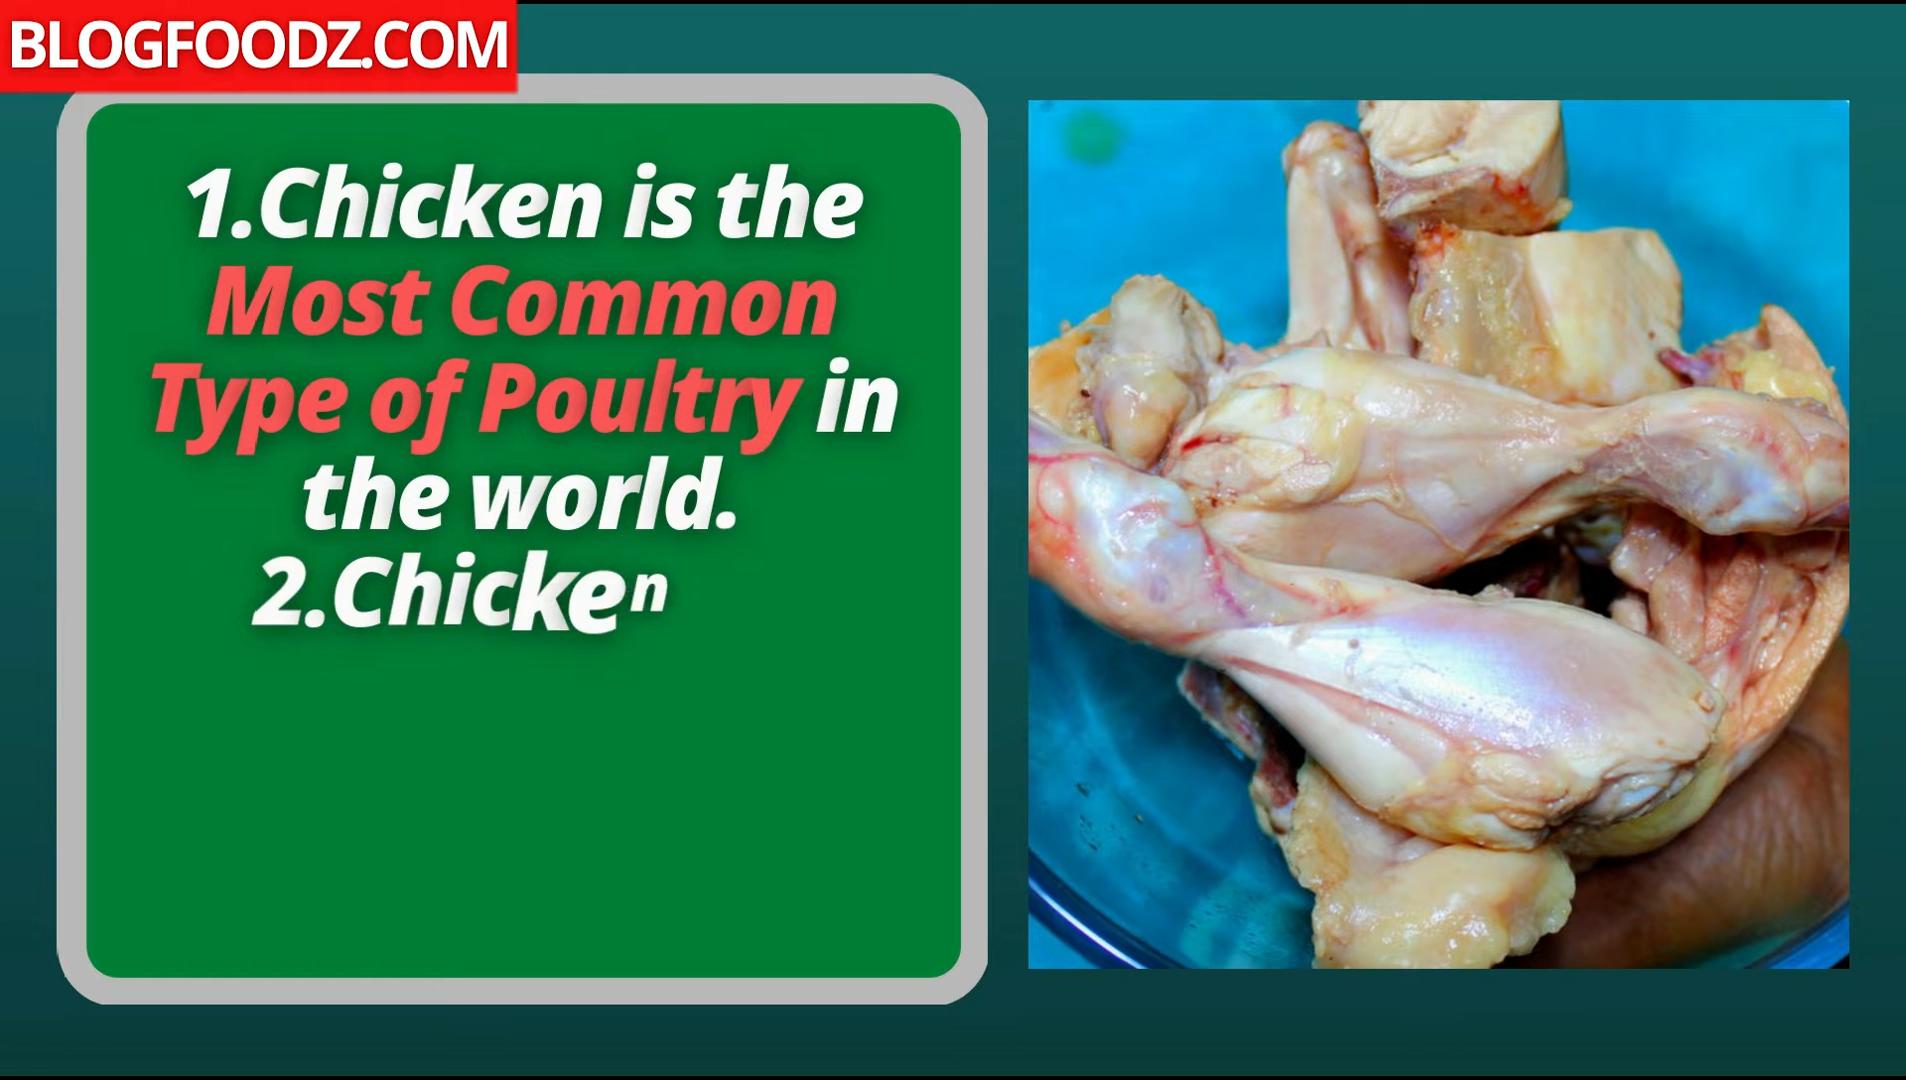 BLOGFOODZ.COM
1.Chicken is the
Most Common
Type of Poultry in
the world.
2.Chicken